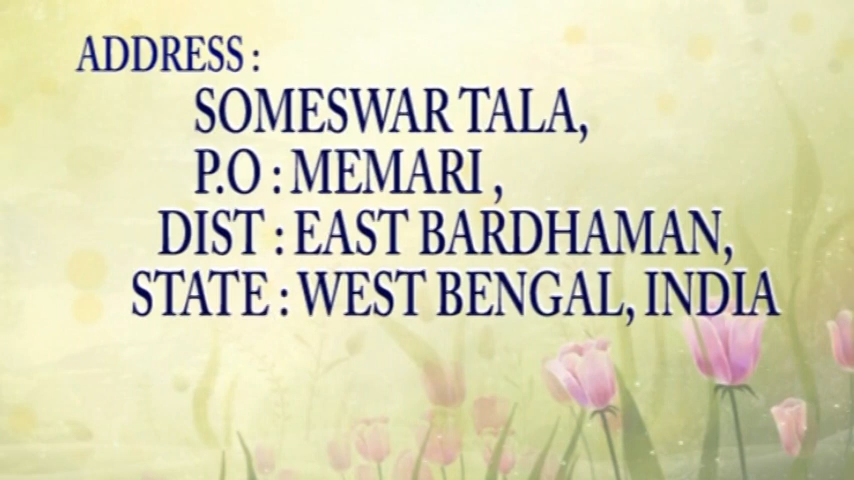 ADDRESS :
SOMESWAR TALA,
P.O : MEMARI ,
DIST : EAST BARDHAMAN,
STATE : WEST BENGAL, INDIA